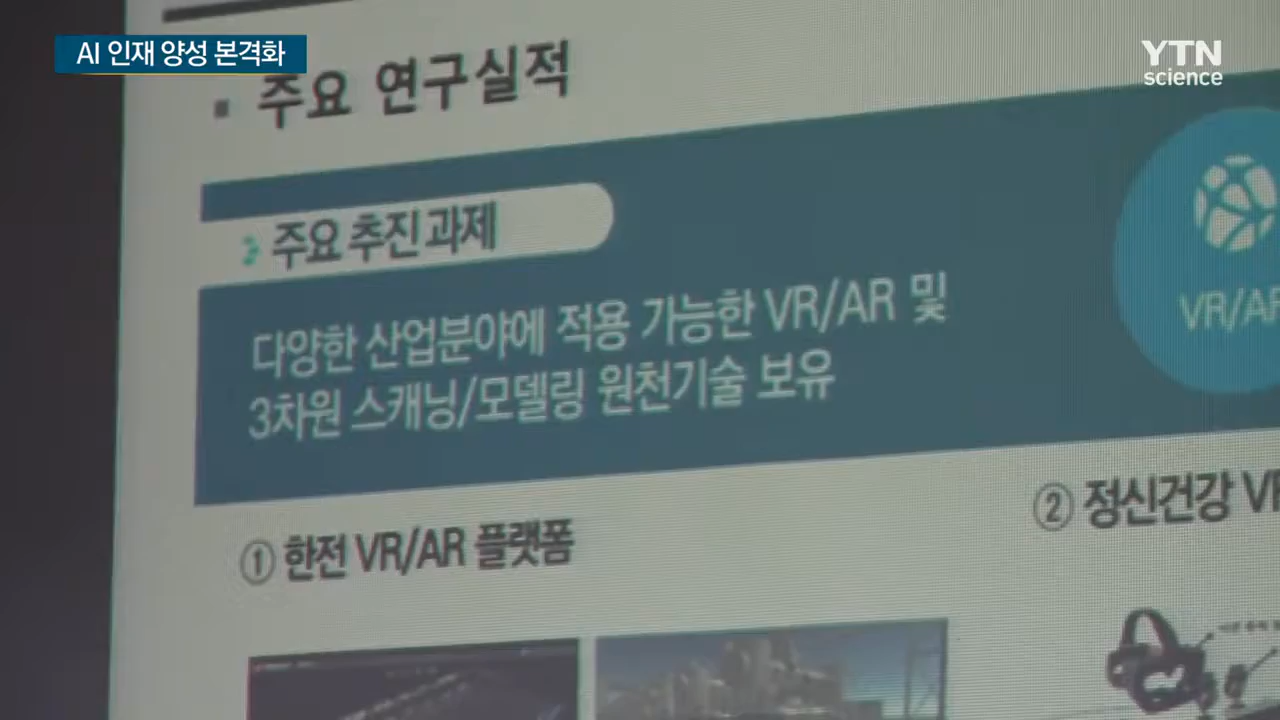 AI 인재 양성 본격화
YTN
science
주요 연구실적
주요 추진 과제
다양한 산업분야에 적용 가능한 VR/AR 및
3차원 스캐닝/모델링 원천기술 보유
VR/AR
① 한전 VR/AR 플랫폼
② 정신건강 VR